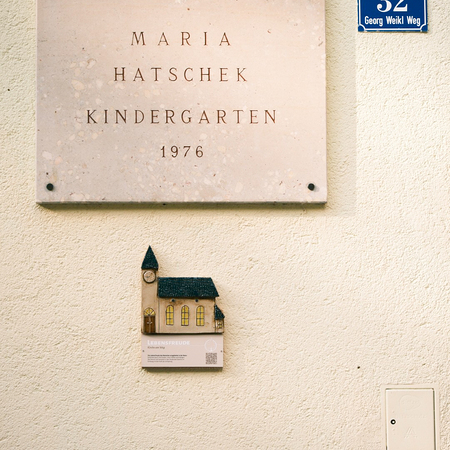 MARIA
HATSCHEK
KINDERGARTEN
1976
32
Georg Weikl Weg